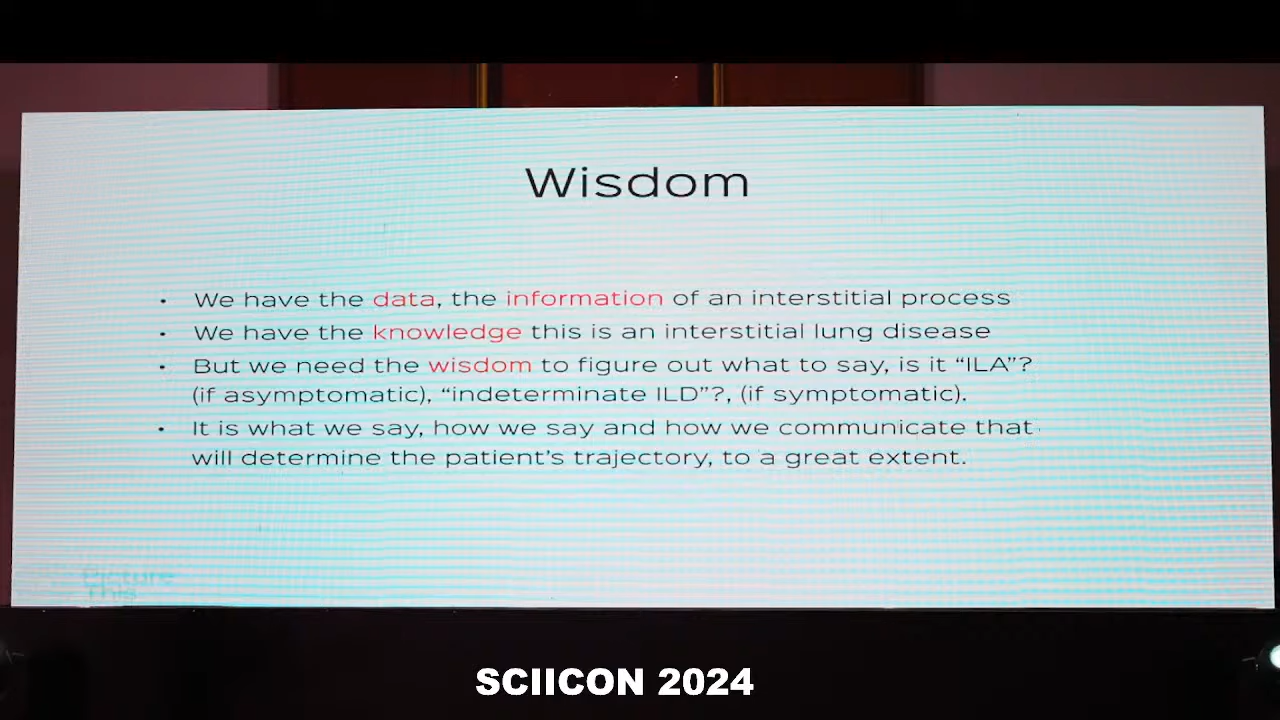 Wisdom
• We have the data, the information of an interstitial process
• We have the knowledge this is an interstitial lung disease
• But we need the wisdom to figure out what to say, is it “ILA”?
(if asymptomatic), “indeterminate ILD”?, (if symptomatic).
• It is what we say, how we say and how we communicate that
will determine the patient’s trajectory, to a great extent.
Picture
This
SCIICON 2024